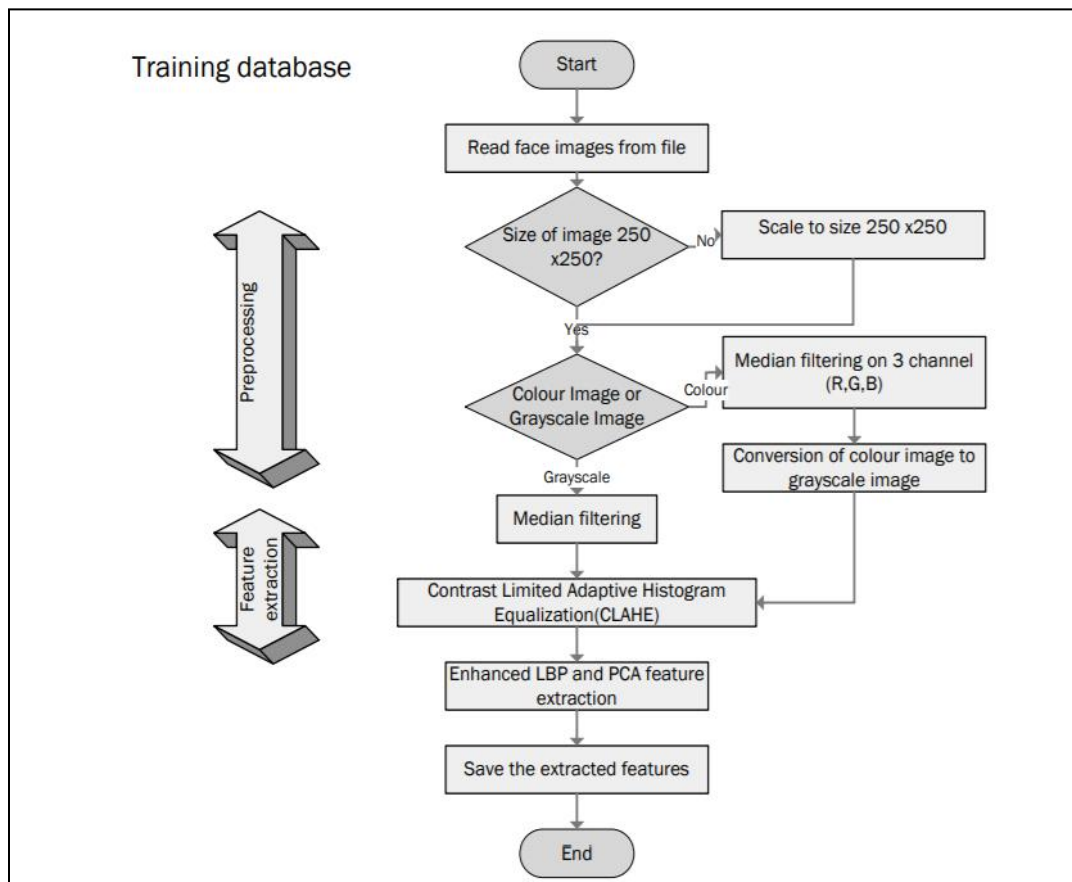 Training database
Start
Read face images from file
Size of image 250
x250?
No
Scale to size 250 x250
Yes
Colour Image or
Grayscale Image
Colour
Median filtering on 3 channel
(R,G,B)
Conversion of colour image to
grayscale image
Grayscale
Median filtering
Contrast Limited Adaptive Histogram
Equalization(CLAHE)
Enhanced LBP and PCA feature
extraction
Save the extracted features
End
Preprocessing
Feature
extraction